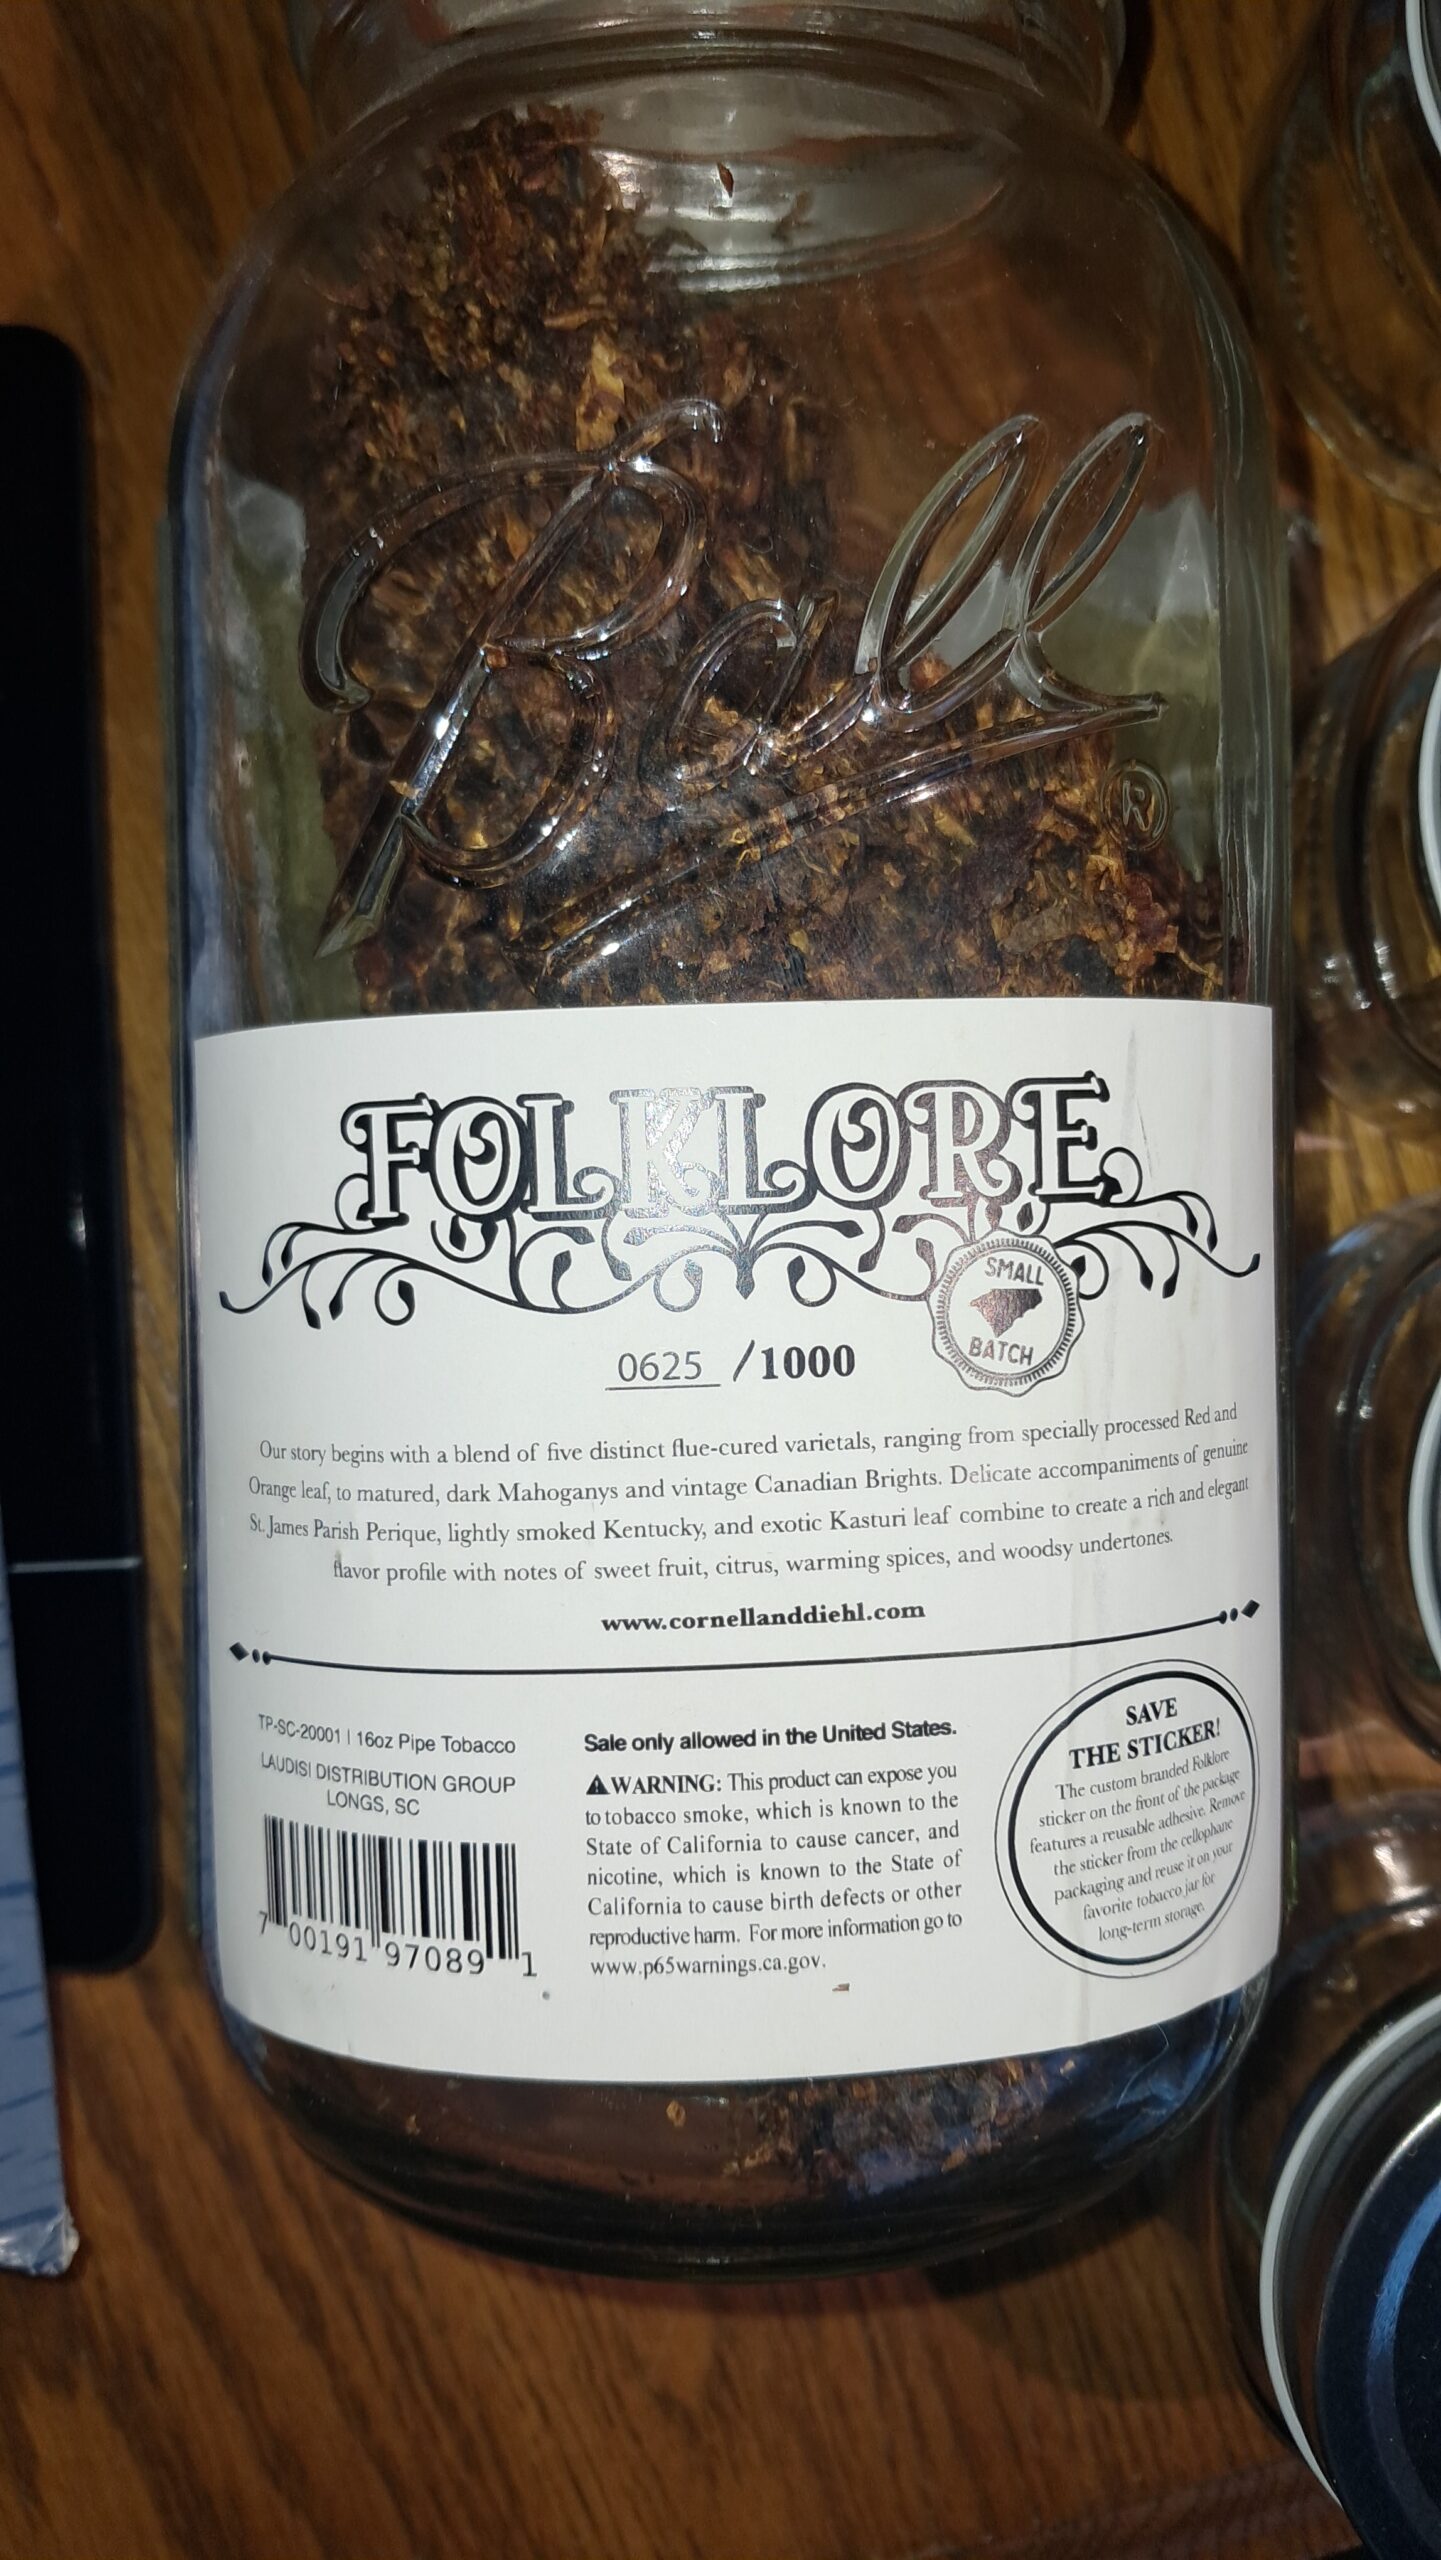 Ball
®
FOLKLORE
SMALL
BATCH
0625 /1000
Our story begins with a blend of five distinct flue-cured varietals, ranging from specially processed Red and
Orange leaf, to matured, dark Mahoganys and vintage Canadian Brights. Delicate accompaniments of genuine
St. James Parish Perique, lightly smoked Kentucky, and exotic Kasturi leaf combine to create a rich and elegant
flavor profile with notes of sweet fruit, citrus, warming spices, and woodsy undertones.
www.cornellanddiehl.com
TP-SC-20001 | 16oz Pipe Tobacco
LAUDISI DISTRIBUTION GROUP
LONGS, SC
7 00191 97089 1
Sale only allowed in the United States.
⚠WARNING: This product can expose you
to tobacco smoke, which is known to the
State of California to cause cancer, and
nicotine, which is known to the State of
California to cause birth defects or other
reproductive harm. For more information go to
www.p65warnings.ca.gov.
SAVE
THE STICKER!
The custom branded Folklore
sticker on the front of the package
features a reusable adhesive. Remove
the sticker from the cellophane
packaging and reuse it on your
favorite tobacco jar for
long-term storage.